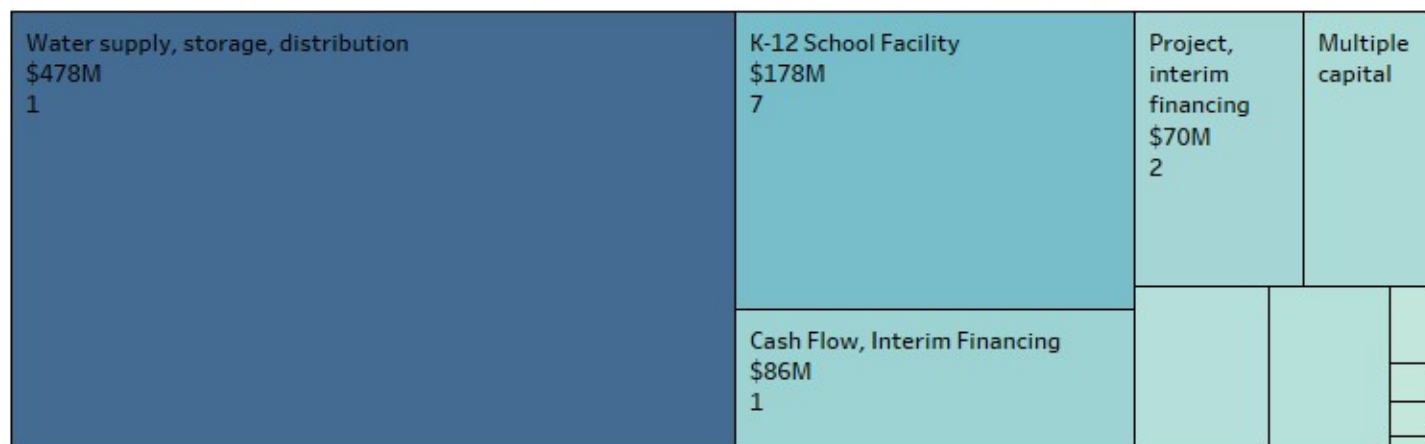 Water supply, storage, distribution
$478M
1
K-12 School Facility
$178M
7
Cash Flow, Interim Financing
$86M
1
Project,
interim
financing
$70M
2
Multiple
capital